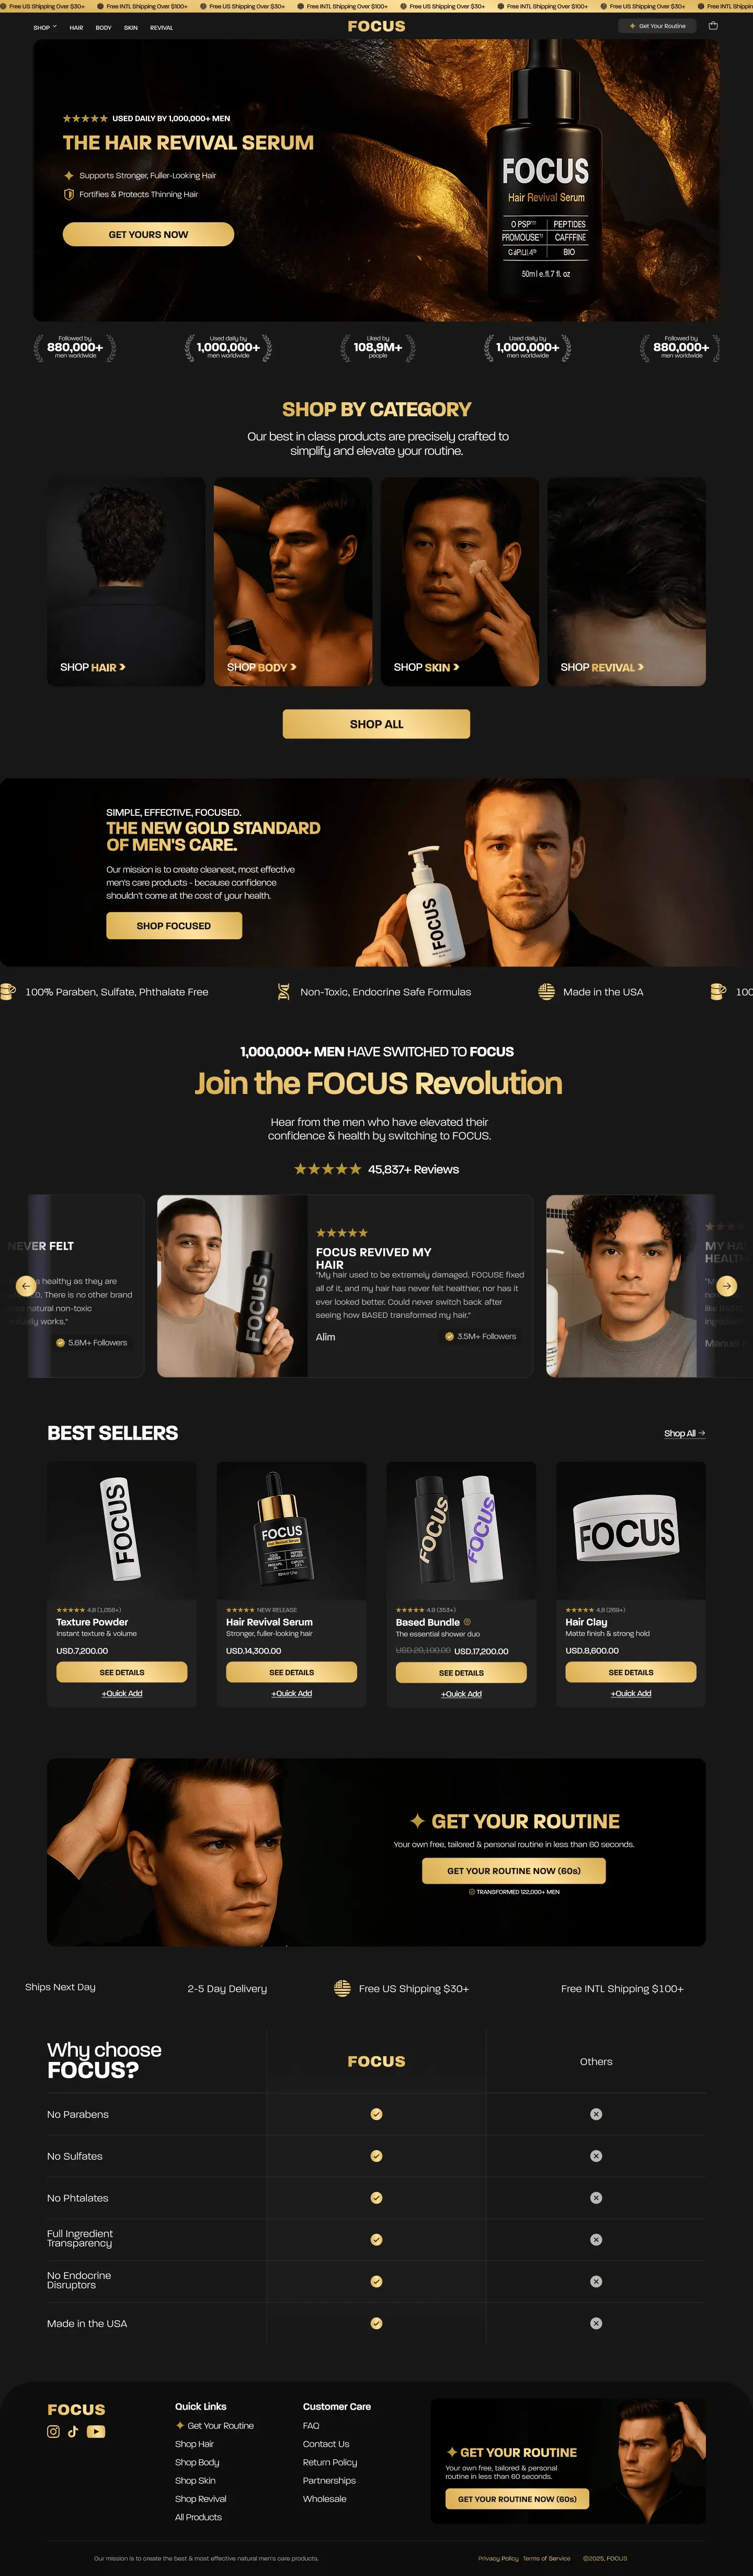 Free US Shipping Over $30+ Free INTL Shipping Over $100+ Free US Shipping Over $30+ Free INTL Shipping Over $100+ Free US Shipping Over $30+ Free INTL Shipping Over $100+ Free US Shipping Over $30+ Free INTL Shippin
SHOP HAIR BODY SKIN REVIVAL
FOCUS
Get Your Routine
USED DAILY BY 1,000,000+ MEN
THE HAIR REVIVAL SERUM
Supports Stronger, Fuller-Looking Hair
Fortifies & Protects Thinning Hair
GET YOURS NOW
FOCUS
Hair Revival Serum
PEPTIDES
CAFFFINE
BIO
Followed by
880,000+
men worldwide
Used daily by
1,000,000+
men worldwide
Liked by
108,9M+
people
Used daily by
1,000,000+
men worldwide
Followed by
880,000+
men worldwide
SHOP BY CATEGORY
Our best in class products are precisely crafted to
simplify and elevate your routine.
SHOP HAIR
SHOP BODY
SHOP SKIN
SHOP REVIVAL
SHOP ALL
SIMPLE, EFFECTIVE, FOCUSED.
THE NEW GOLD STANDARD
OF MEN'S CARE.
Our mission is to create cleanest, most effective
men's care products - because confidence
shouldn't come at the cost of your health.
SHOP FOCUSED
FOCUS
100% Paraben, Sulfate, Phthalate Free
Non-Toxic, Endocrine Safe Formulas
Made in the USA
100
1,000,000+ MEN HAVE SWITCHED TO FOCUS
Join the FOCUS Revolution
Hear from the men who have elevated their
confidence & health by switching to FOCUS.
45,837+ Reviews
NEVER FELT
healthy as they are
There is no other brand
natural non-toxic
works."
5.6M+ Followers
FOCUS
FOCUS REVIVED MY
HAIR
"My hair used to be extremely damaged. FOCUSE fixed
all of it, and my hair has never felt healthier, nor has it
ever looked better. Could never switch back after
seeing how BASED transformed my hair."
Alim
3.5M+ Followers
MY HA
HEALT
Manuel
BEST SELLERS
Shop All
FOCUS
4.8 (1,058+)
Texture Powder
Instant texture & volume
USD.7,200.00
SEE DETAILS
+Quick Add
FOCUS
NEW RELEASE
Hair Revival Serum
Stronger, fuller-looking hair
USD.14,300.00
SEE DETAILS
+Quick Add
FOCUS
FOCUS
4.9 (353+)
Based Bundle
The essential shower duo
USD.20,100.00 USD.17,200.00
SEE DETAILS
+Quick Add
FOCUS
4.8 (269+)
Hair Clay
Matte finish & strong hold
USD.8,600.00
SEE DETAILS
+Quick Add
GET YOUR ROUTINE
Your own free, tailored & personal routine in less than 60 seconds.
GET YOUR ROUTINE NOW (60s)
TRANSFORMED 122,000+ MEN
Ships Next Day
2-5 Day Delivery
Free US Shipping $30+
Free INTL Shipping $100+
Why choose
FOCUS?
FOCUS
Others
No Parabens
No Sulfates
No Phtalates
Full Ingredient
Transparency
No Endocrine
Disruptors
Made in the USA
FOCUS
Quick Links
Get Your Routine
Shop Hair
Shop Body
Shop Skin
Shop Revival
All Products
Customer Care
FAQ
Contact Us
Return Policy
Partnerships
Wholesale
GET YOUR ROUTINE
Your own free, tailored & personal
routine in less than 60 seconds.
GET YOUR ROUTINE NOW (60s)
Our mission is to create the best & most effective natural men's care products.
Privacy Policy Terms of Service ©2025, FOCUS